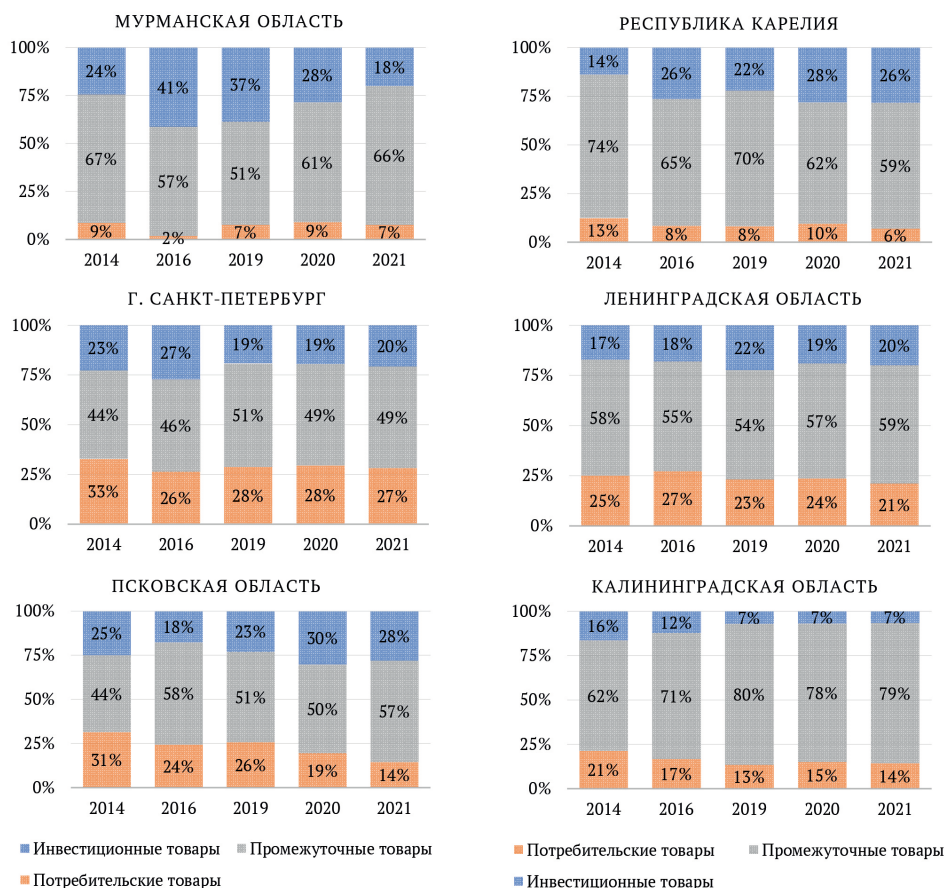 МУРМАНСКАЯ ОБЛАСТЬ
100%
75%
50%
25%
0%
24% 41% 37% 28% 18%
67% 57% 51% 61% 66%
9% 2% 7% 9% 7%
2014 2016 2019 2020 2021
РЕСПУБЛИКА КАРЕЛИЯ
100%
75%
50%
25%
0%
14% 26% 22% 28% 26%
74% 65% 70% 62% 59%
13% 8% 8% 10% 6%
2014 2016 2019 2020 2021
Г. САНКТ-ПЕТЕРБУРГ
100%
75%
50%
25%
0%
23% 27% 19% 19% 20%
44% 46% 51% 49% 49%
33% 26% 28% 28% 27%
2014 2016 2019 2020 2021
ЛЕНИНГРАДСКАЯ ОБЛАСТЬ
100%
75%
50%
25%
0%
17% 18% 22% 19% 20%
58% 55% 54% 57% 59%
25% 27% 23% 24% 21%
2014 2016 2019 2020 2021
ПСКОВСКАЯ ОБЛАСТЬ
100%
75%
50%
25%
0%
25% 18% 23% 30% 28%
44% 58% 51% 50% 57%
31% 24% 26% 19% 14%
2014 2016 2019 2020 2021
Инвестиционные товары Промежуточные товары
Потребительские товары
КАЛИНИНГРАДСКАЯ ОБЛАСТЬ
100%
75%
50%
25%
0%
16% 12% 7% 7% 7%
62% 71% 80% 78% 79%
21% 17% 13% 15% 14%
2014 2016 2019 2020 2021
Потребительские товары Промежуточные товары
Инвестиционные товары